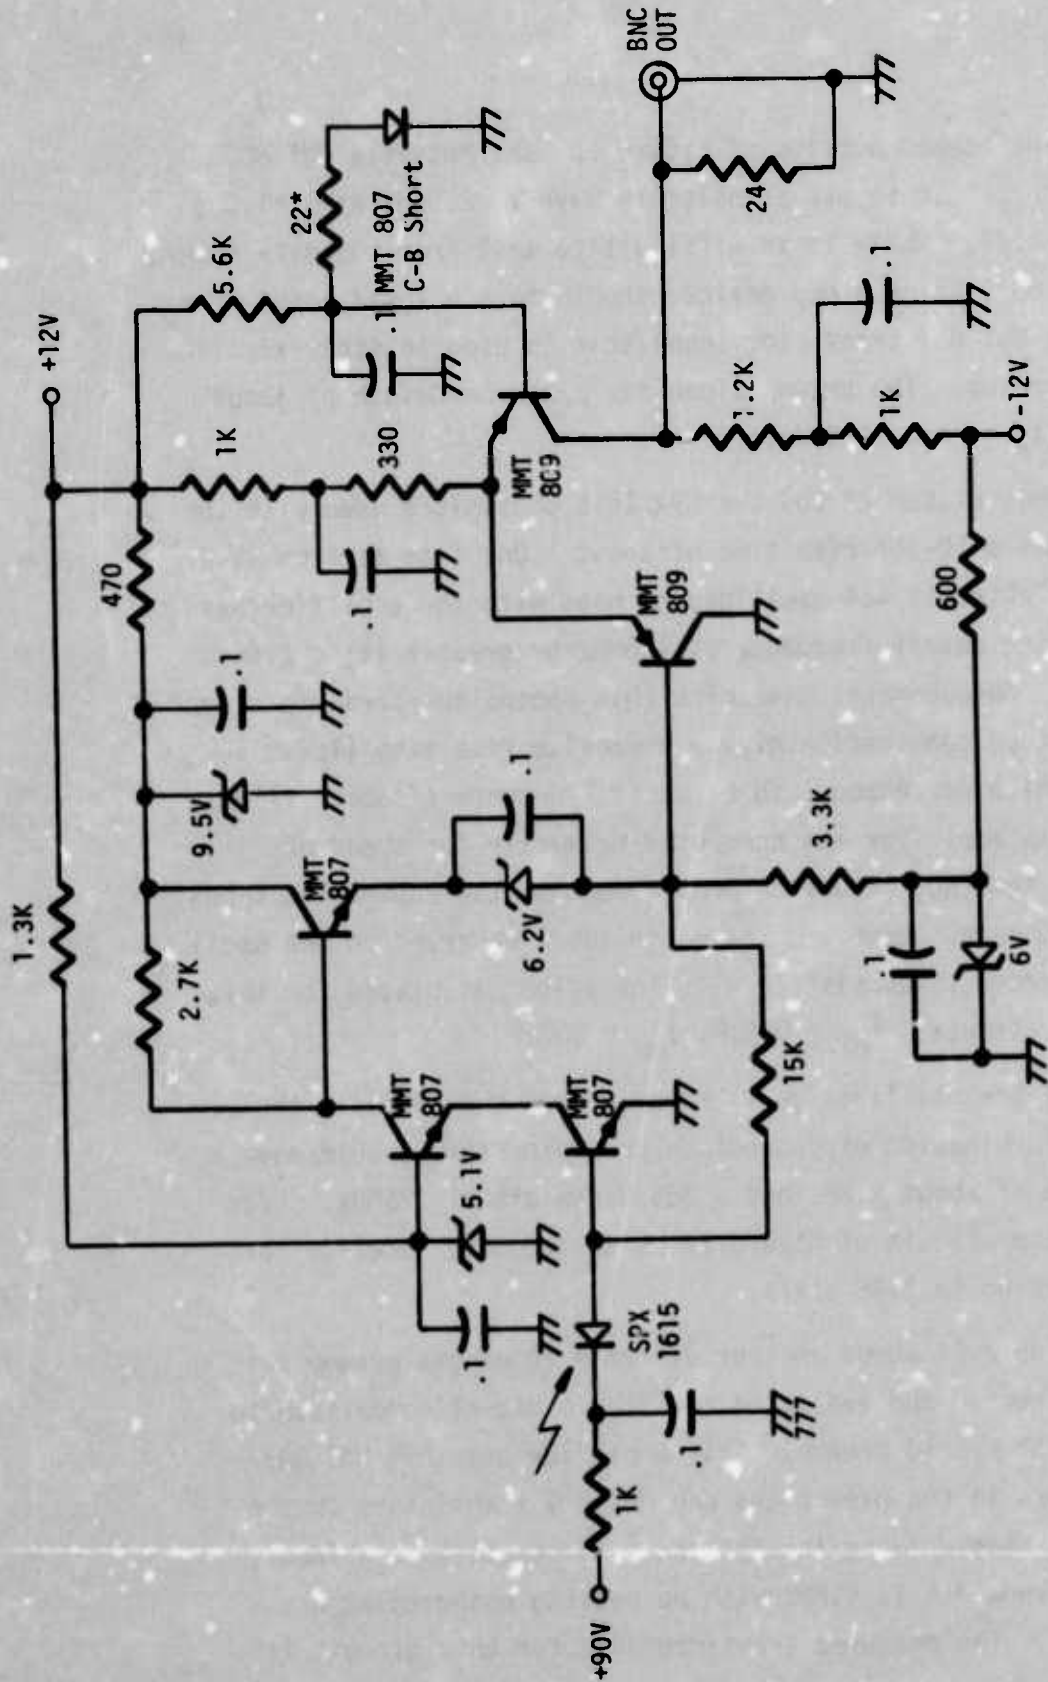 +90V
1K
.1
SPX
1615
.1
5.1V
MMT
807
MMT
807
15K
1.3K
2.7K
MMT
807
9.5V
.1
6.2V
.1
3.3K
.1
6V
470
.1
1K
330
MMT
809
MMT
809
600
+12V
5.6K
.1
22*
MMT 807
C-B Short
1.2K
1K
.1
-12V
24
BNC
OUT